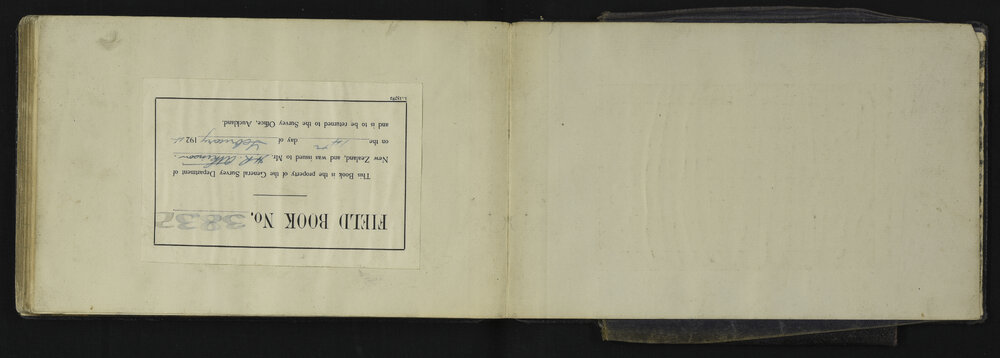 FIELD BOOK No. 3832
This Book is the property of the General Survey Department of
New Zealand, and was issued to Mr. H.R. Atkinson
on the day of February 192
and is to be returned to the Survey Office, Auckland.